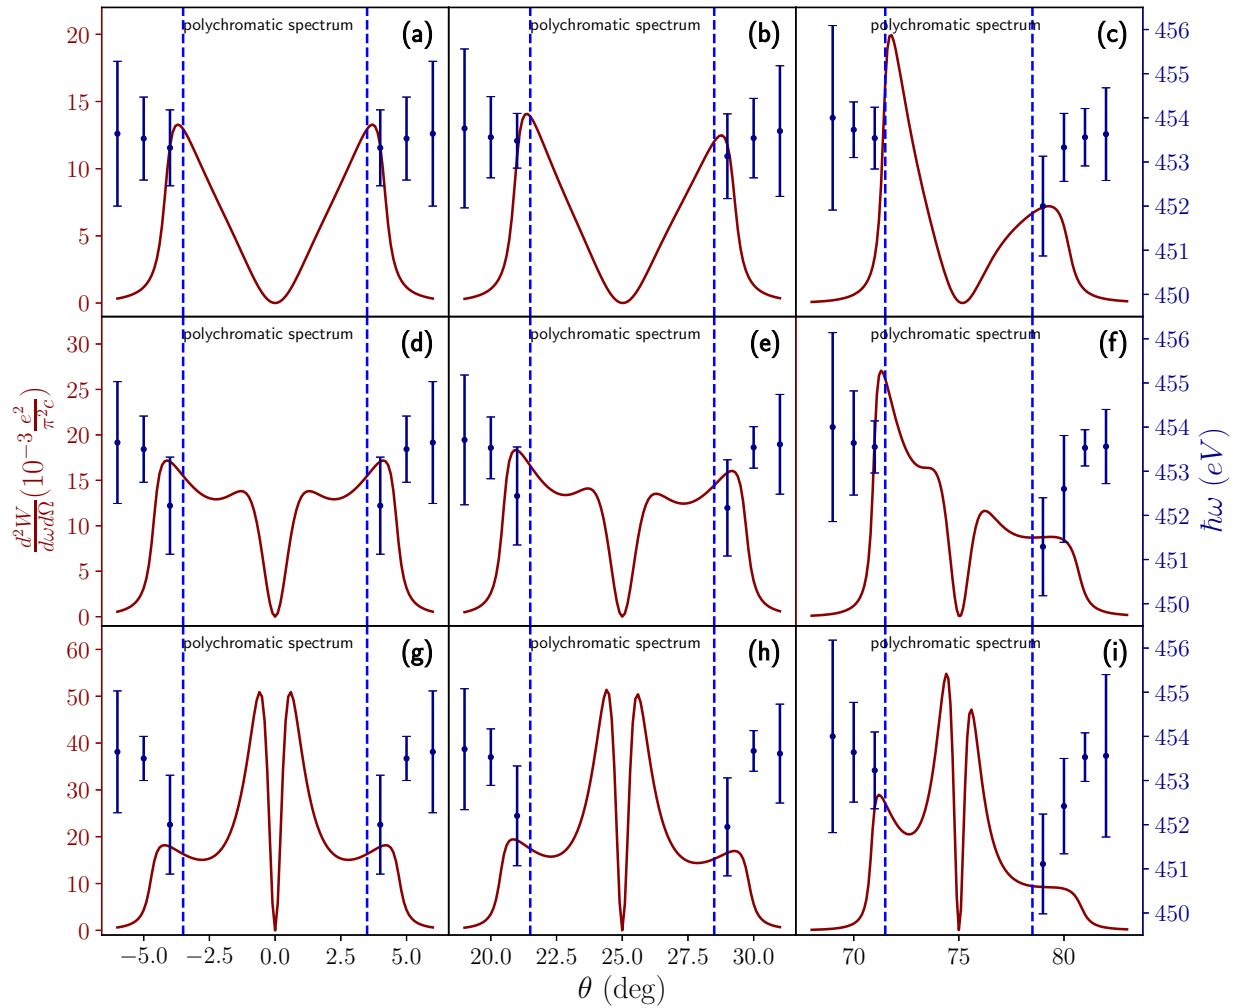 polychromatic spectrum (a) polychromatic spectrum (b) polychromatic spectrum (c)
20 15 10 5 0
456 455 454 453 452 451 450
polychromatic spectrum (d) polychromatic spectrum (e) polychromatic spectrum (f)
30 25 20 15 10 5 0
456 455 454 453 452 451 450
d²W/dωdΩ (10⁻³ e²/π²c)
ħω (eV)
polychromatic spectrum (g) polychromatic spectrum (h) polychromatic spectrum (i)
60 50 40 30 20 10 0
456 455 454 453 452 451 450
−5.0 −2.5 0.0 2.5 5.0 20.0 22.5 25.0 27.5 30.0 70 75 80
θ (deg)